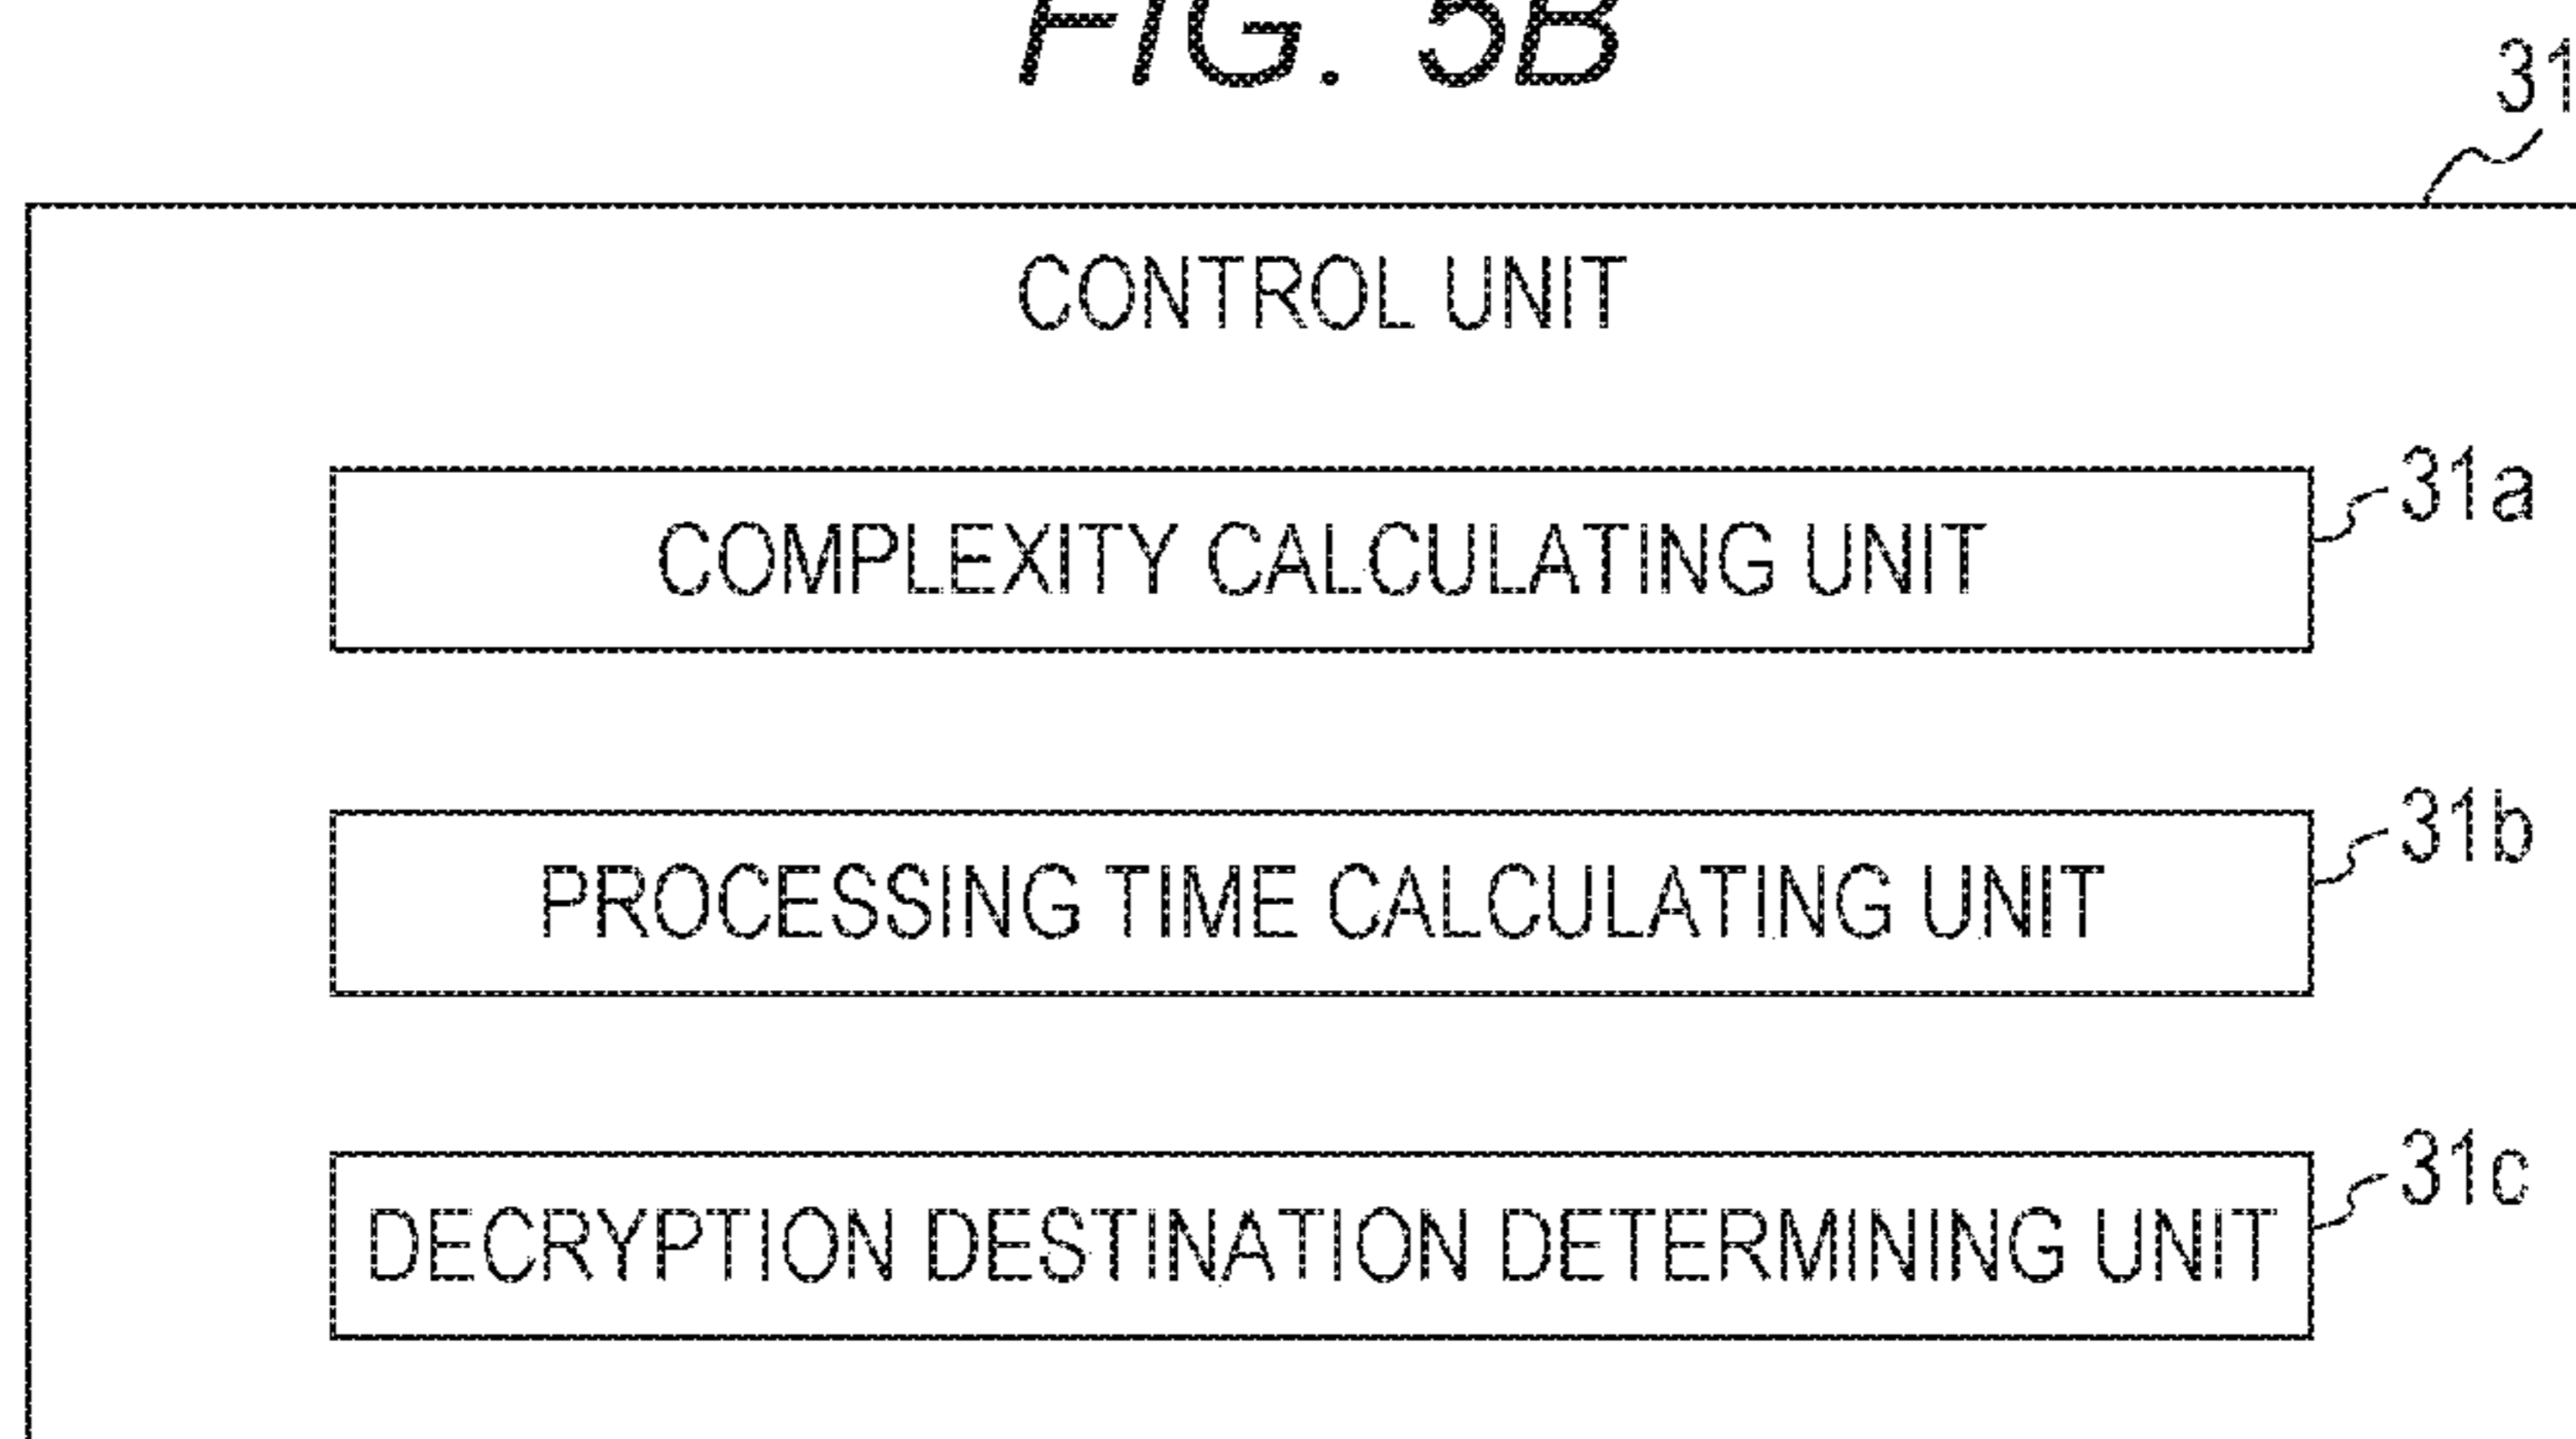 FIG. 5B
31
CONTROL UNIT
COMPLEXITY CALCULATING UNIT
31a
PROCESSING TIME CALCULATING UNIT
31b
DECRYPTION DESTINATION DETERMINING UNIT
31c